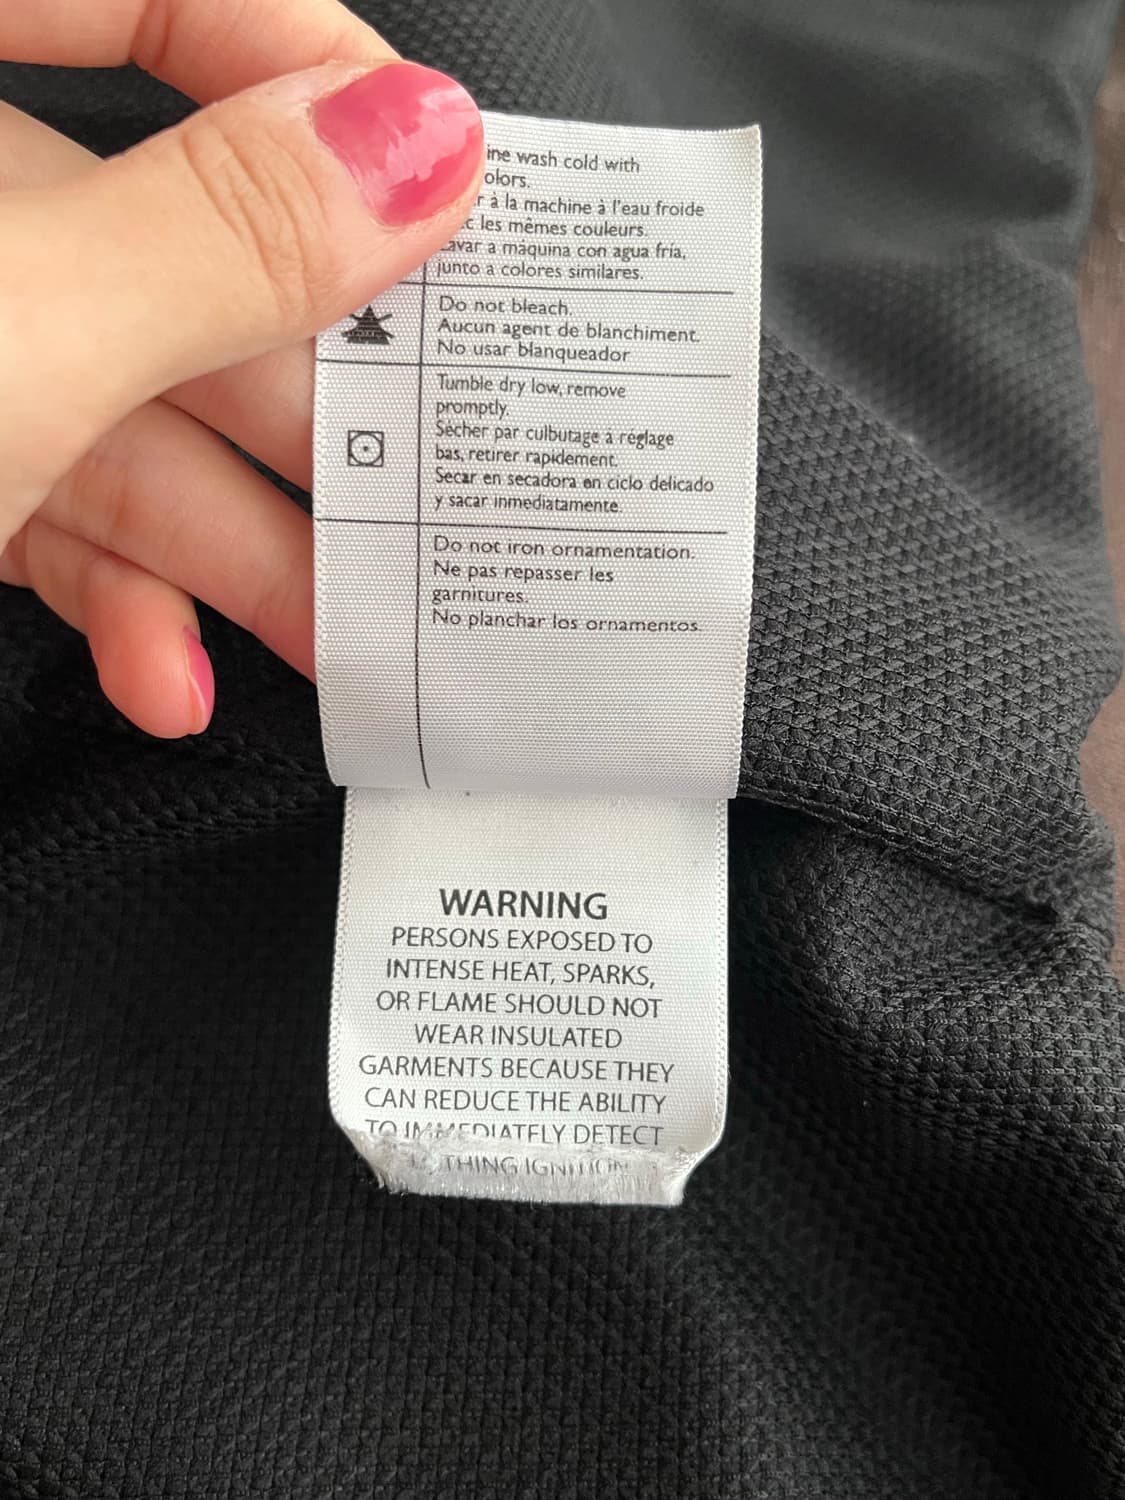 wash cold with
à la machine à l'eau froide
les mêmes couleurs.
Lavar a máquina con agua fría,
junto a colores similares.
Do not bleach.
Aucun agent de blanchiment.
No usar blanqueador
Tumble dry low, remove
promptly.
Sécher par culbutage à réglage
bas, retirer rapidement.
Secar en secadora en ciclo delicado
y sacar inmediatamente.
Do not iron ornamentation.
Ne pas repasser les
garnitures.
No planchar los ornamentos.
WARNING
PERSONS EXPOSED TO
INTENSE HEAT, SPARKS,
OR FLAME SHOULD NOT
WEAR INSULATED
GARMENTS BECAUSE THEY
CAN REDUCE THE ABILITY
TO IMMEDIATELY DETECT
IGNITION